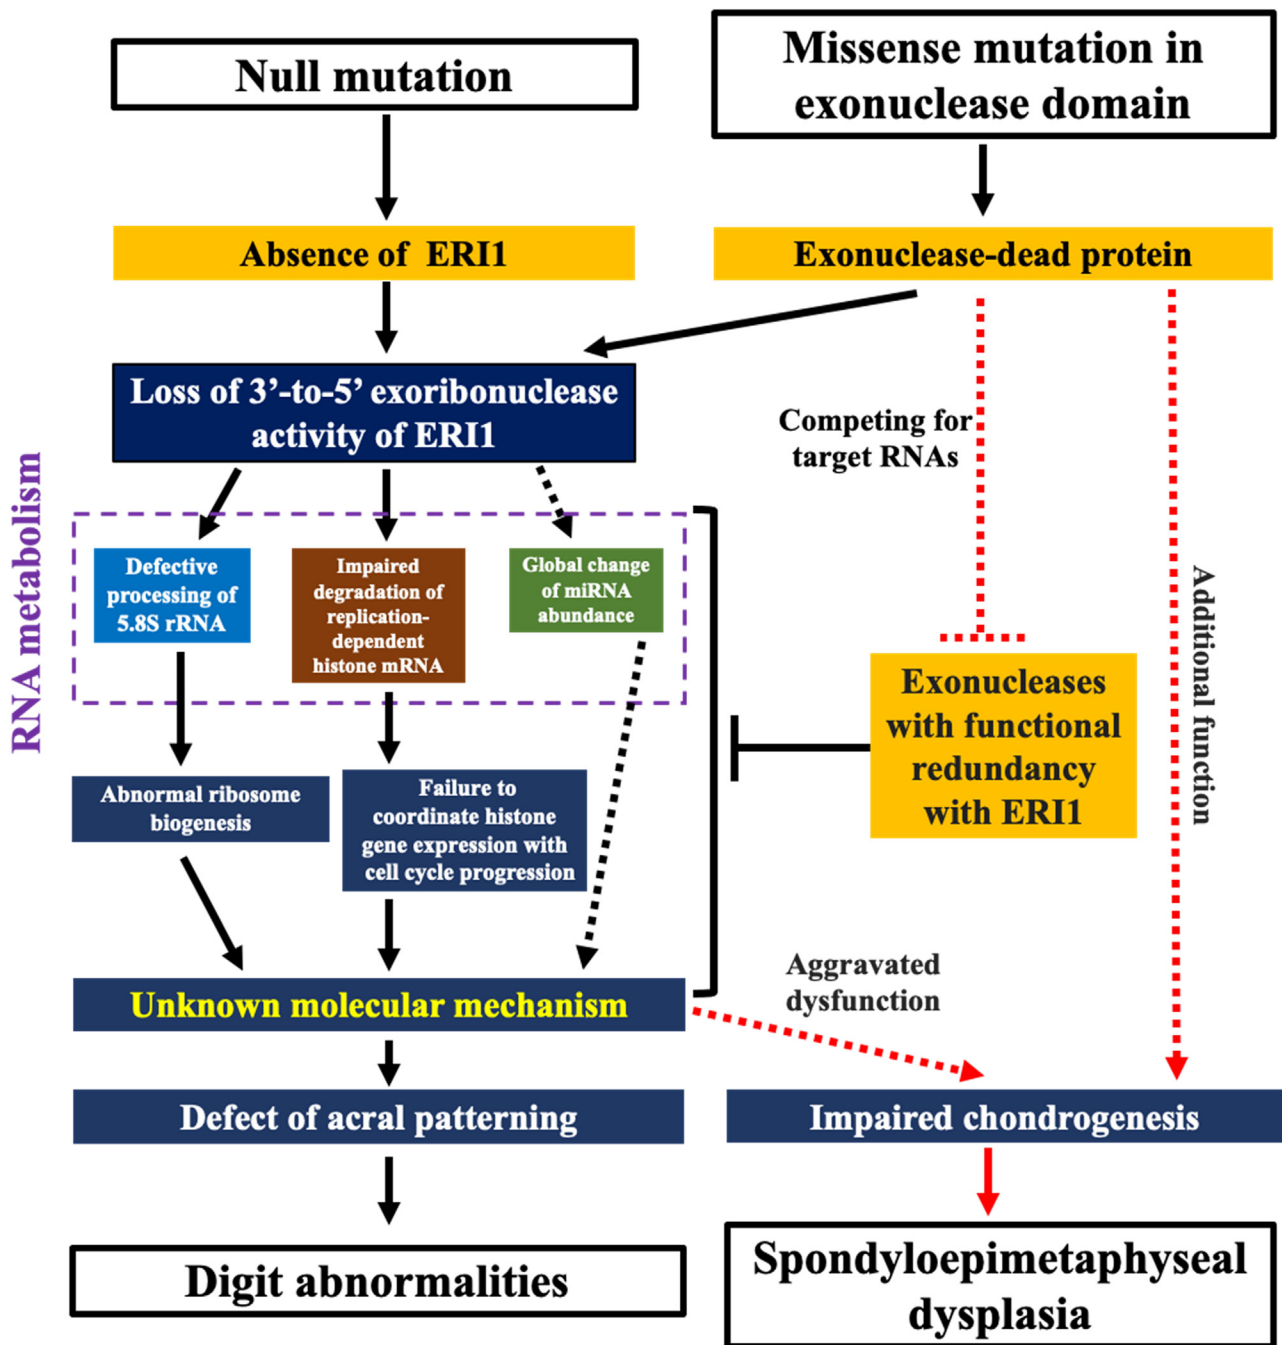 Null mutation
Missense mutation in
exonuclease domain
Absence of ERI1
Exonuclease-dead protein
Loss of 3’-to-5’ exoribonuclease
activity of ERI1
Competing for
target RNAs
RNA metabolism
Defective
processing of
5.8S rRNA
Impaired
degradation of
replication-
dependent
histone mRNA
Global change
of miRNA
abundance
Additional function
Exonucleases
with functional
redundancy
with ERI1
Abnormal ribosome
biogenesis
Failure to
coordinate histone
gene expression with
cell cycle progression
Unknown molecular mechanism
Aggravated
dysfunction
Defect of acral patterning
Impaired chondrogenesis
Digit abnormalities
Spondyloepimetaphyseal
dysplasia